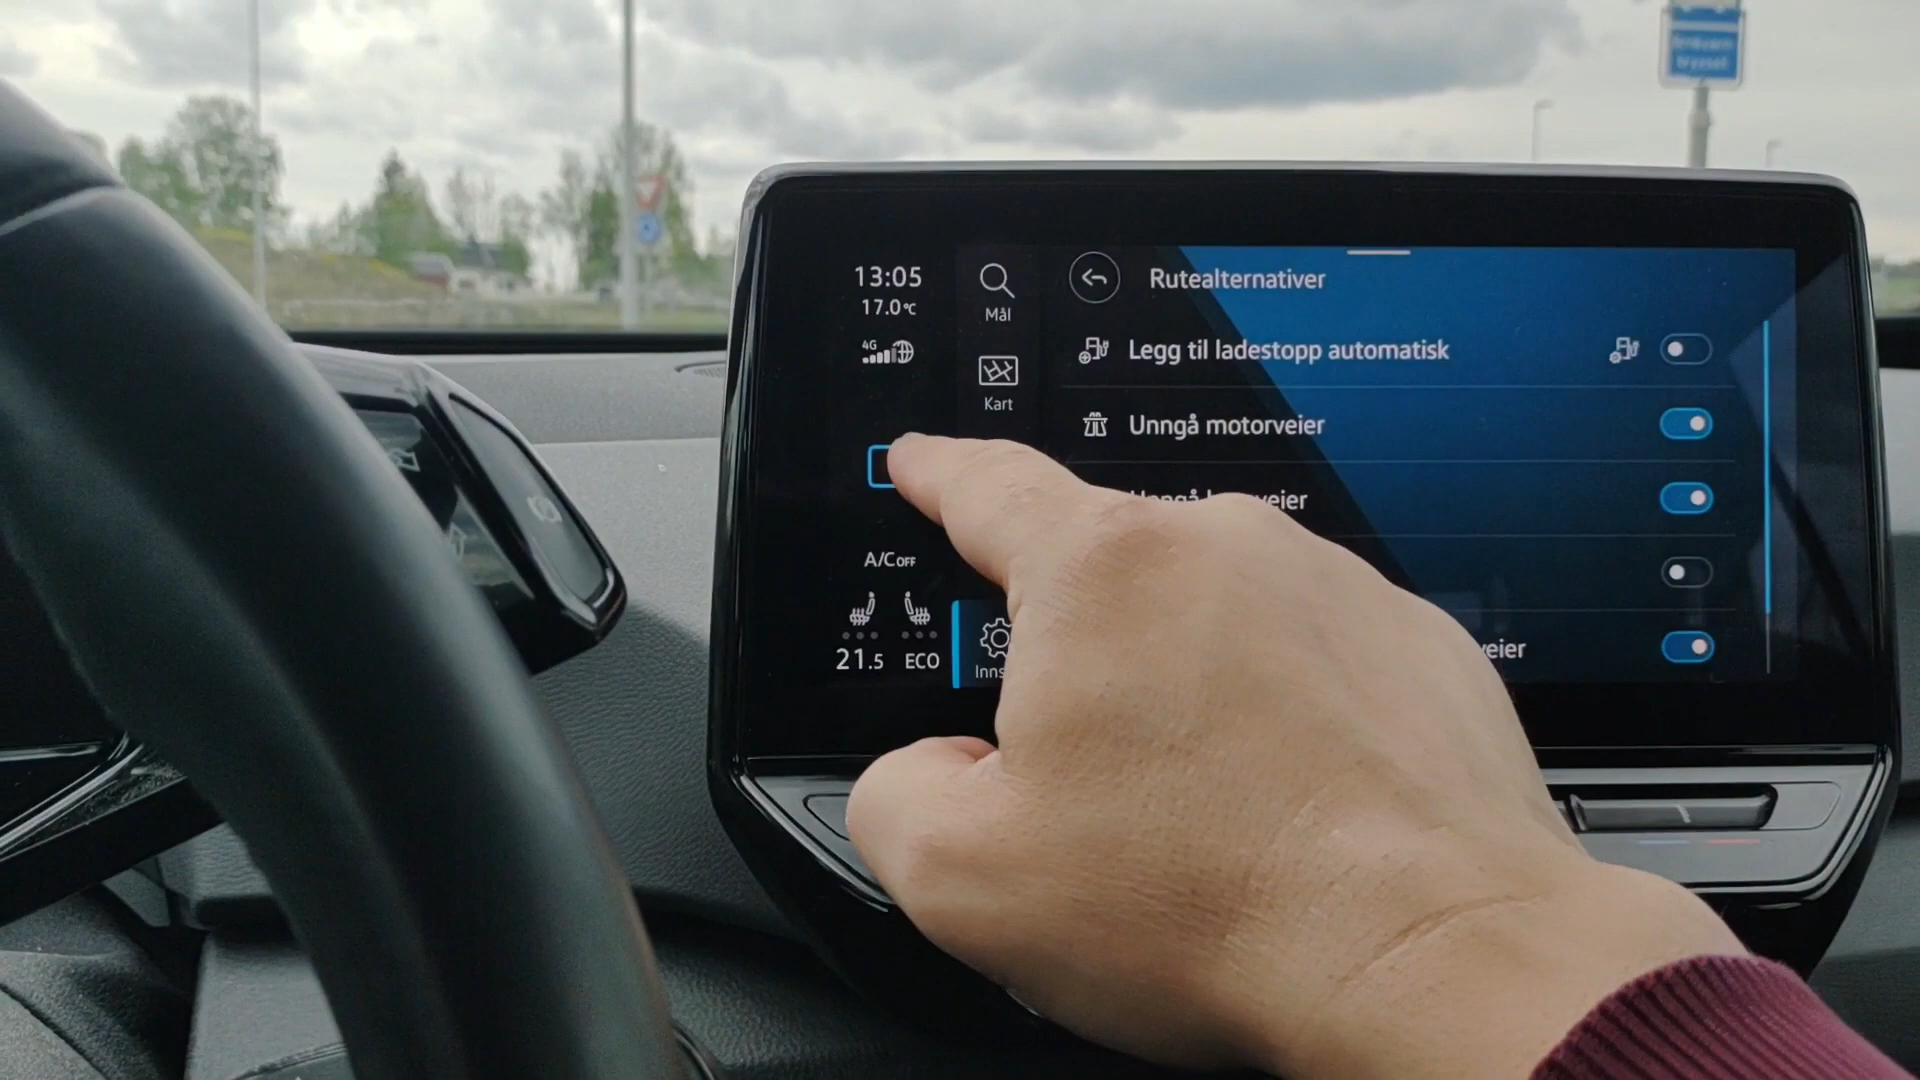 13:05
17.0°C
4G
A/C OFF
21.5 ECO
Mål
Kart
Rutealternativer
Legg til ladestopp automatisk
Unngå motorveier
veier